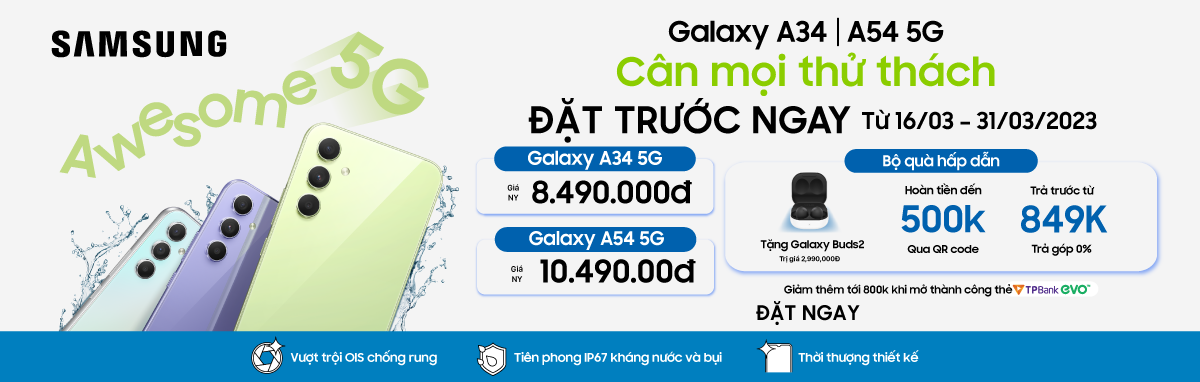 SAMSUNG
Awesome 5G
Galaxy A34 | A54 5G
Cân mọi thử thách
ĐẶT TRƯỚC NGAY Từ 16/03 - 31/03/2023
Galaxy A34 5G
Giá
NY
8.490.000đ
Galaxy A54 5G
Giá
NY
10.490.00đ
Bộ quà hấp dẫn
Tặng Galaxy Buds2
Trị giá 2,990,000Đ
Hoàn tiền đến
500k
Qua QR code
Trả trước từ
849K
Trả góp 0%
Giảm thêm tới 800k khi mở thành công thẻ TPBank evo
ĐẶT NGAY
Vượt trội OIS chống rung
Tiên phong IP67 kháng nước và bụi
Thời thượng thiết kế